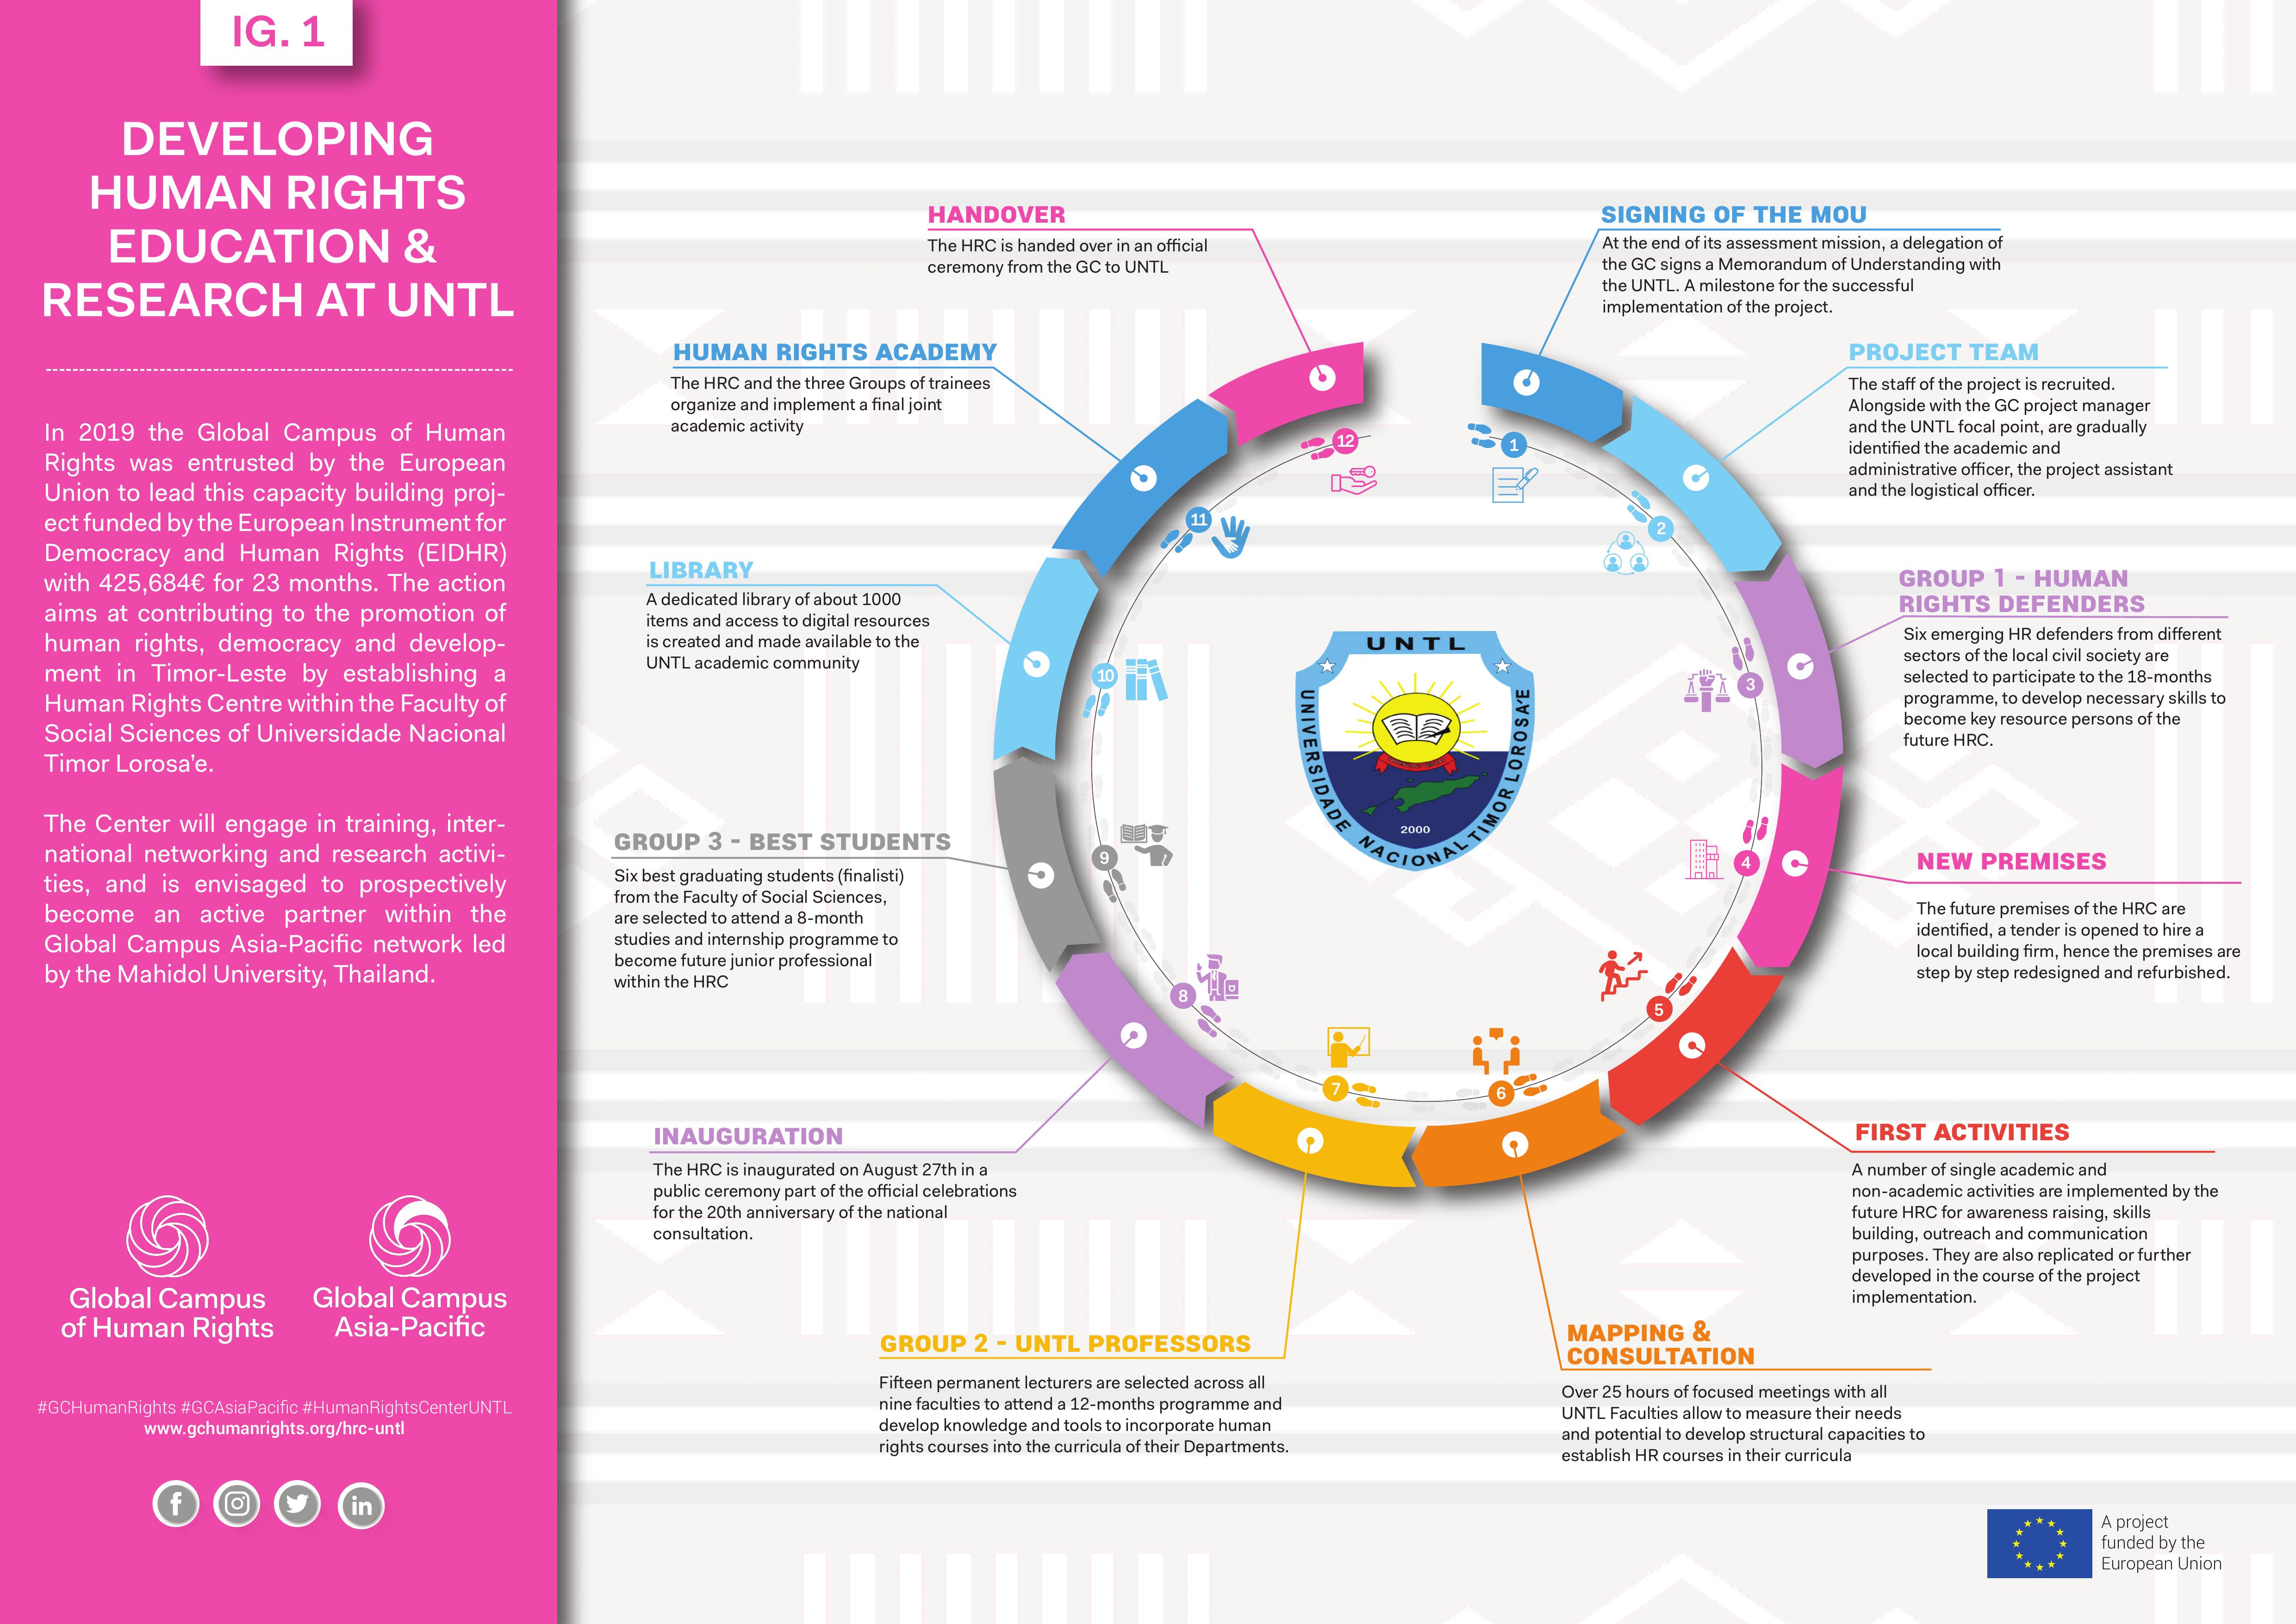 IG. 1
DEVELOPING
HUMAN RIGHTS
EDUCATION &
RESEARCH AT UNTL
In 2019 the Global Campus of Human
Rights was entrusted by the European
Union to lead this capacity building proj-
ect funded by the European Instrument for
Democracy and Human Rights (EIDHR)
with 425,684€ for 23 months. The action
aims at contributing to the promotion of
human rights, democracy and develop-
ment in Timor-Leste by establishing a
Human Rights Centre within the Faculty of
Social Sciences of Universidade Nacional
Timor Lorosa’e.
The Center will engage in training, inter-
national networking and research activi-
ties, and is envisaged to prospectively
become an active partner within the
Global Campus Asia-Pacific network led
by the Mahidol University, Thailand.
Global Campus
of Human Rights
Global Campus
Asia-Pacific
#GCHumanRights #GCAsiaPacific #HumanRightsCenterUNTL
www.gchumanrights.org/hrc-untl
SIGNING OF THE MOU
At the end of its assessment mission, a delegation of
the GC signs a Memorandum of Understanding with
the UNTL. A milestone for the successful
implementation of the project.
PROJECT TEAM
The staff of the project is recruited.
Alongside with the GC project manager
and the UNTL focal point, are gradually
identified the academic and
administrative officer, the project assistant
and the logistical officer.
GROUP 1 - HUMAN
RIGHTS DEFENDERS
Six emerging HR defenders from different
sectors of the local civil society are
selected to participate to the 18-months
programme, to develop necessary skills to
become key resource persons of the
future HRC.
NEW PREMISES
The future premises of the HRC are
identified, a tender is opened to hire a
local building firm, hence the premises are
step by step redesigned and refurbished.
FIRST ACTIVITIES
A number of single academic and
non-academic activities are implemented by the
future HRC for awareness raising, skills
building, outreach and communication
purposes. They are also replicated or further
developed in the course of the project
implementation.
MAPPING &
CONSULTATION
Over 25 hours of focused meetings with all
UNTL Faculties allow to measure their needs
and potential to develop structural capacities to
establish HR courses in their curricula
GROUP 2 - UNTL PROFESSORS
Fifteen permanent lecturers are selected across all
nine faculties to attend a 12-months programme and
develop knowledge and tools to incorporate human
rights courses into the curricula of their Departments.
INAUGURATION
The HRC is inaugurated on August 27th in a
public ceremony part of the official celebrations
for the 20th anniversary of the national
consultation.
GROUP 3 - BEST STUDENTS
Six best graduating students (finalisti)
from the Faculty of Social Sciences,
are selected to attend a 8-month
studies and internship programme to
become future junior professional
within the HRC
LIBRARY
A dedicated library of about 1000
items and access to digital resources
is created and made available to the
UNTL academic community
HUMAN RIGHTS ACADEMY
The HRC and the three Groups of trainees
organize and implement a final joint
academic activity
HANDOVER
The HRC is handed over in an official
ceremony from the GC to UNTL
1
2
3
4
5
6
7
8
9
10
11
12
UNTL
UNIVERSIDADE NACIONAL TIMOR LOROSA'E
2000
A project
funded by the
European Union